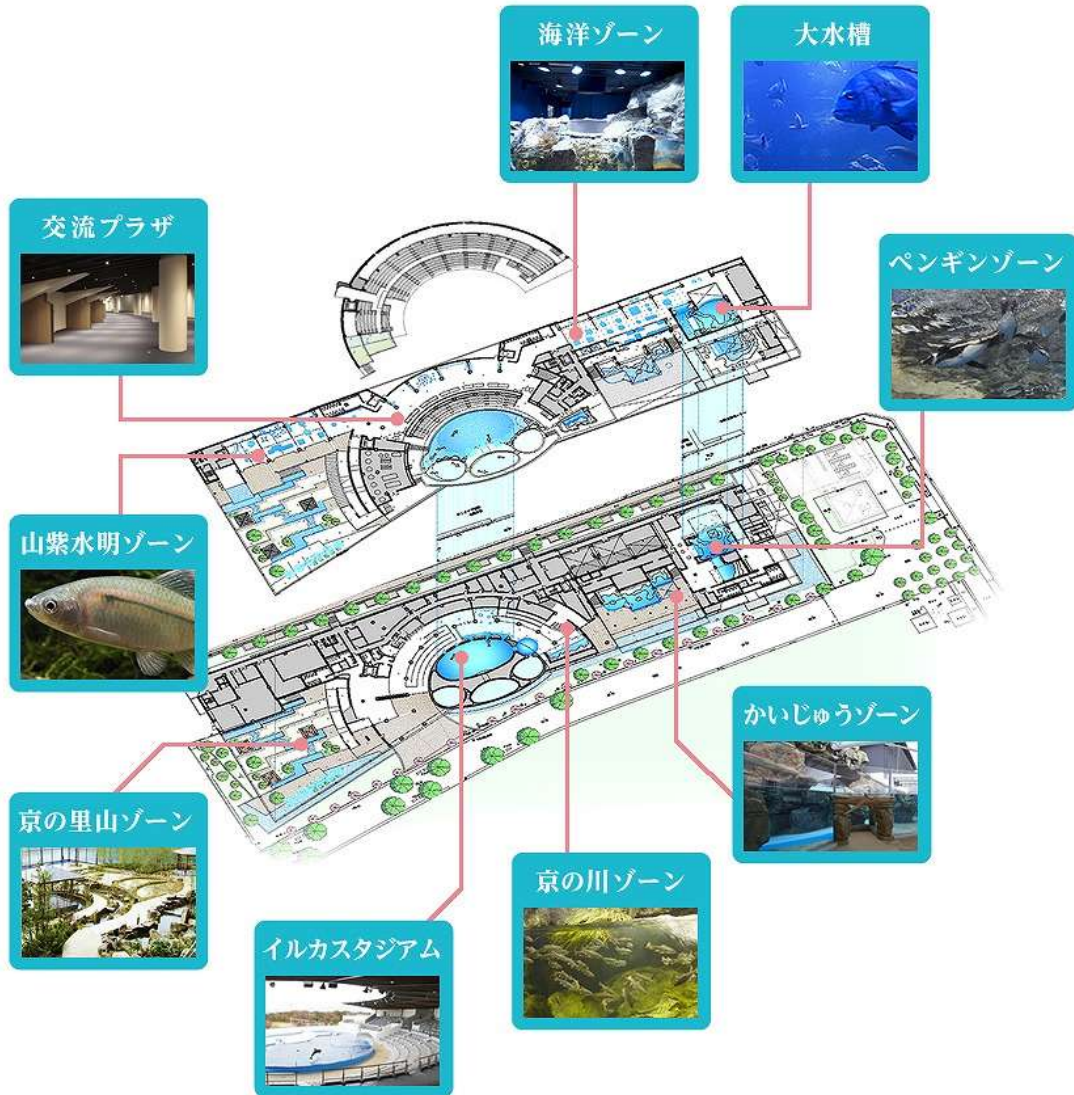 海洋ゾーン
大水槽
交流プラザ
ペンギンゾーン
山紫水明ゾーン
かいじゅうゾーン
京の里山ゾーン
京の川ゾーン
イルカスタジアム